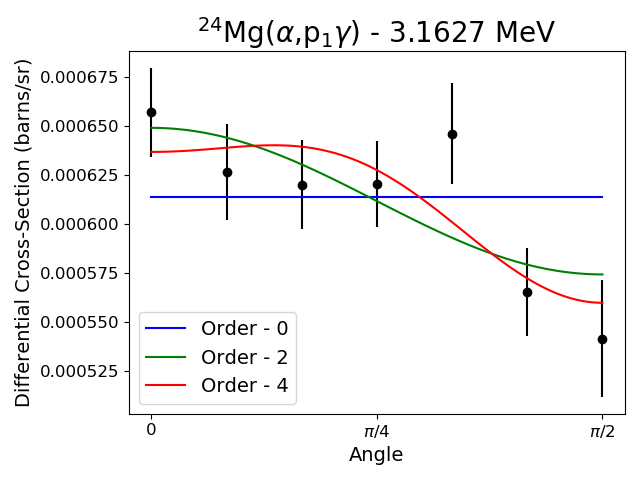 ²⁴Mg(α,p₁γ) - 3.1627 MeV
Differential Cross-Section (barns/sr)
0.000675
0.000650
0.000625
0.000600
0.000575
0.000550
0.000525
Order - 0
Order - 2
Order - 4
0 π/4 π/2
Angle